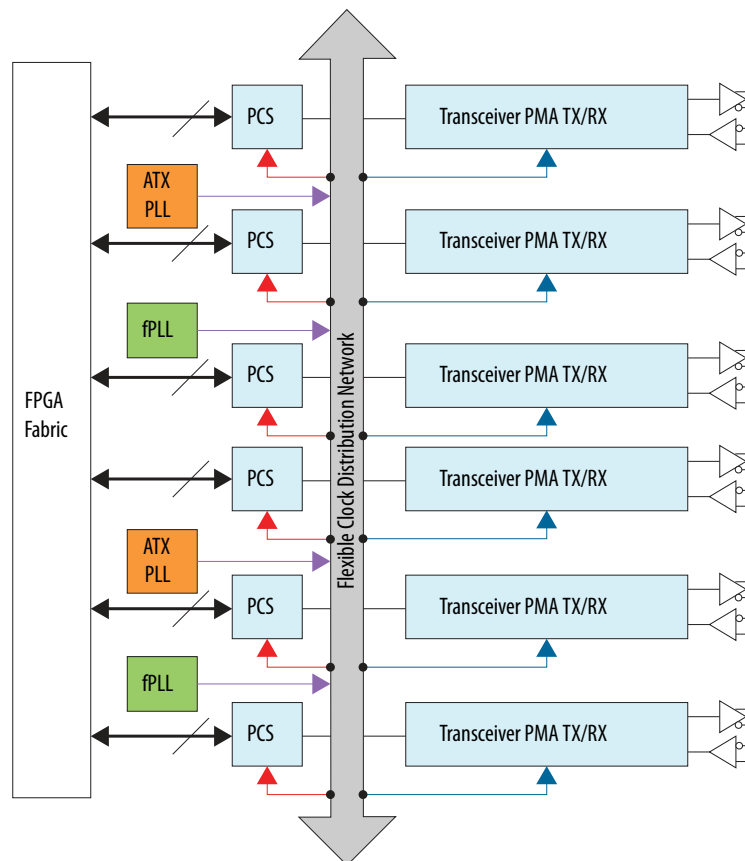 PCS
Transceiver PMA TX/RX
ATX
PLL
PCS
Transceiver PMA TX/RX
fPLL
PCS
Transceiver PMA TX/RX
FPGA
Fabric
Flexible Clock Distribution Network
PCS
Transceiver PMA TX/RX
ATX
PLL
PCS
Transceiver PMA TX/RX
fPLL
PCS
Transceiver PMA TX/RX